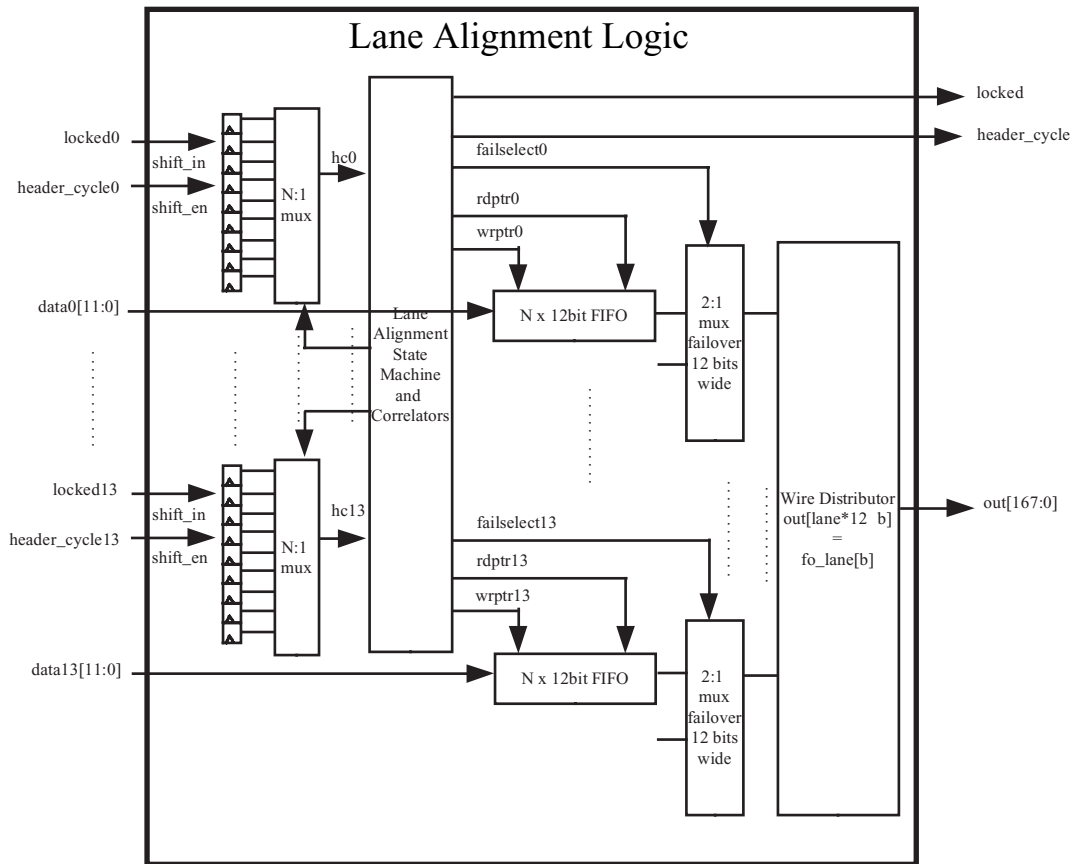 Lane Alignment Logic
locked
header_cycle
locked0
shift_in
header_cycle0
shift_en
N:1
mux
hc0
failselect0
rdptr0
wrptr0
data0[11:0]
N x 12bit FIFO
2:1
mux
failover
12 bits
wide
Lane
Alignment
State
Machine
and
Correlators
locked13
shift_in
header_cycle13
shift_en
N:1
mux
hc13
failselect13
rdptr13
wrptr13
data13[11:0]
N x 12bit FIFO
2:1
mux
failover
12 bits
wide
Wire Distributor
out[lane*12 b]
=
fo_lane[b]
out[167:0]